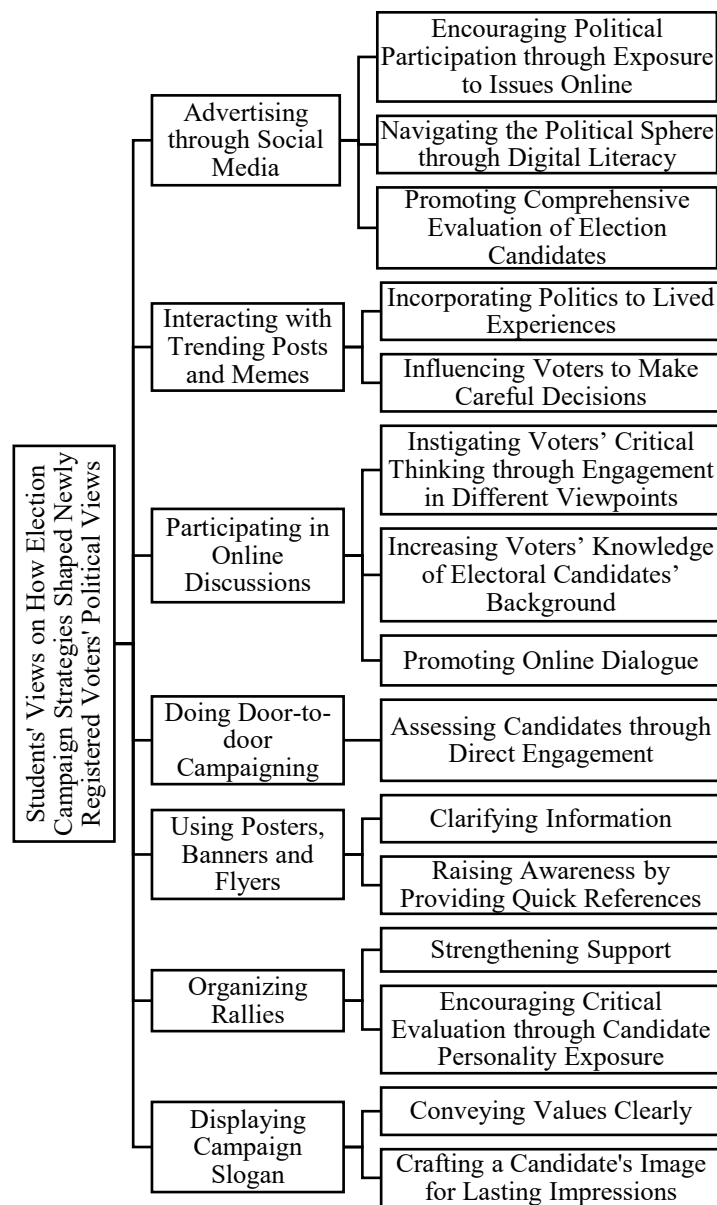 Students' Views on How Election
Campaign Strategies Shaped Newly
Registered Voters' Political Views
Advertising
through Social
Media
Encouraging Political
Participation through Exposure
to Issues Online
Navigating the Political Sphere
through Digital Literacy
Promoting Comprehensive
Evaluation of Election
Candidates
Interacting with
Trending Posts
and Memes
Incorporating Politics to Lived
Experiences
Influencing Voters to Make
Careful Decisions
Participating in
Online
Discussions
Instigating Voters’ Critical
Thinking through Engagement
in Different Viewpoints
Increasing Voters’ Knowledge
of Electoral Candidates’
Background
Promoting Online Dialogue
Doing Door-to-
door
Campaigning
Assessing Candidates through
Direct Engagement
Using Posters,
Banners and
Flyers
Clarifying Information
Raising Awareness by
Providing Quick References
Organizing
Rallies
Strengthening Support
Encouraging Critical
Evaluation through Candidate
Personality Exposure
Displaying
Campaign
Slogan
Conveying Values Clearly
Crafting a Candidate's Image
for Lasting Impressions